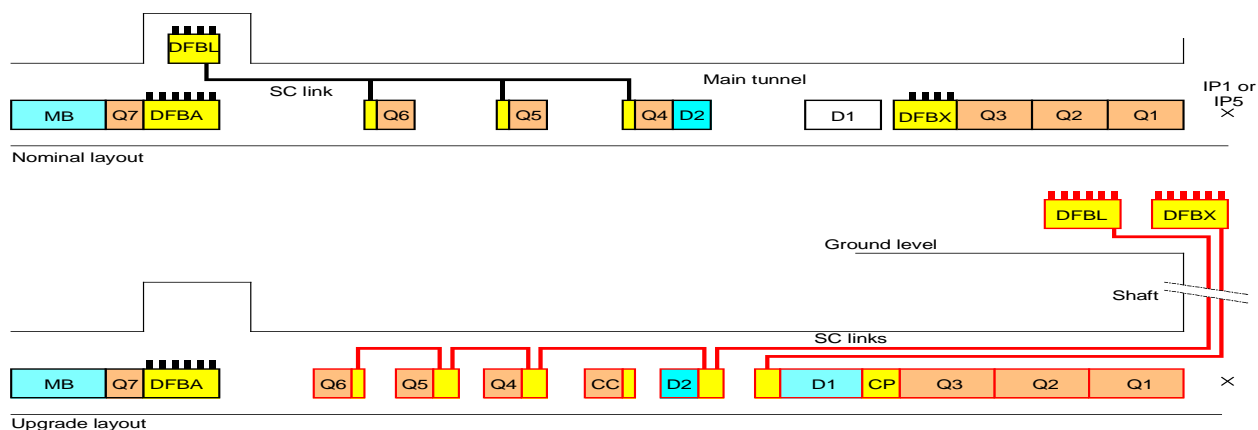 DFBL
Main tunnel
SC link
IP1 or
IP5
MB Q7 DFBA Q6 Q5 Q4 D2 D1 DFBX Q3 Q2 Q1
Nominal layout
DFBL DFBX
Ground level
Shaft
SC links
MB Q7 DFBA Q6 Q5 Q4 CC D2 D1 CP Q3 Q2 Q1
Upgrade layout